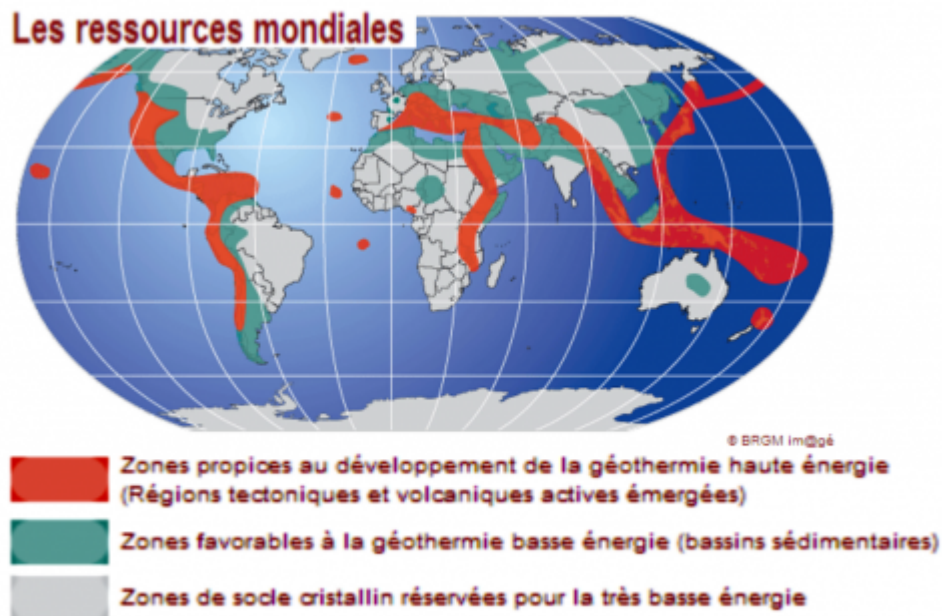 Les ressources mondiales
© BRGM im@gé
Zones propices au développement de la géothermie haute énergie
(Régions tectoniques et volcaniques actives émergées)
Zones favorables à la géothermie basse énergie (bassins sédimentaires)
Zones de socle cristallin réservées pour la très basse énergie